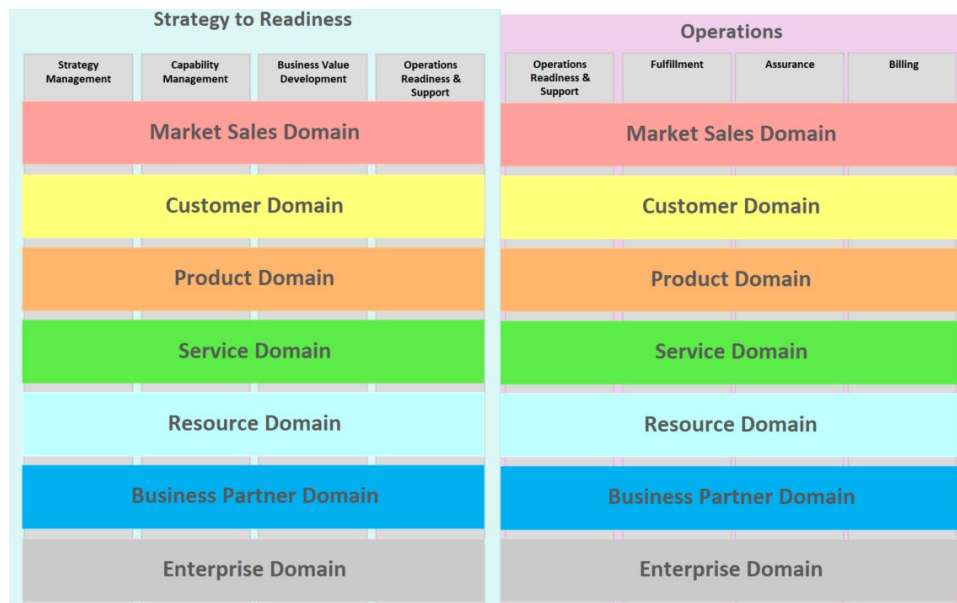 Strategy to Readiness
Operations
Strategy
Management
Capability
Management
Business Value
Development
Operations
Readiness &
Support
Operations
Readiness &
Support
Fulfillment
Assurance
Billing
Market Sales Domain
Market Sales Domain
Customer Domain
Customer Domain
Product Domain
Product Domain
Service Domain
Service Domain
Resource Domain
Resource Domain
Business Partner Domain
Business Partner Domain
Enterprise Domain
Enterprise Domain